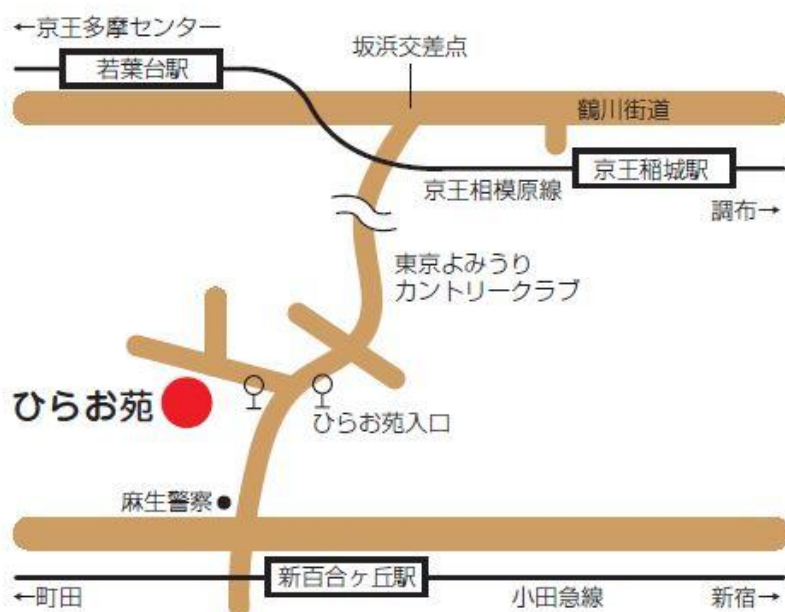 ←京王多摩センター
坂浜交差点
若葉台駅
鶴川街道
京王稲城駅
京王相模原線
調布→
東京よみうり
カントリークラブ
ひらお苑
ひらお苑入口
麻生警察
新百合ヶ丘駅
←町田
小田急線
新宿→